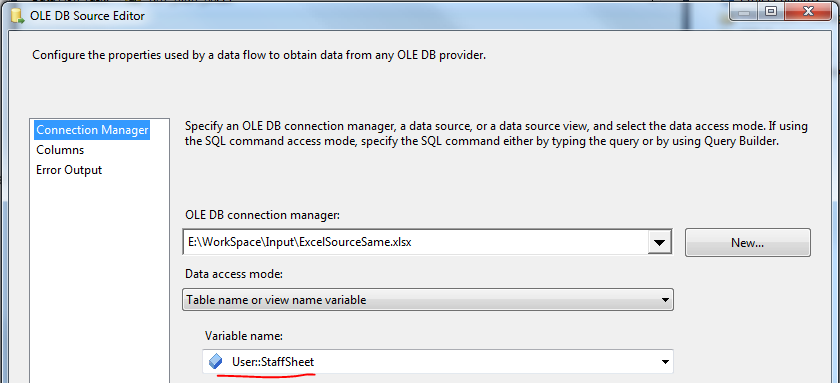 OLE DB Source Editor
Configure the properties used by a data flow to obtain data from any OLE DB provider.
Connection Manager
Columns
Error Output
Specify an OLE DB connection manager, a data source, or a data source view, and select the data access mode. If using
the SQL command access mode, specify the SQL command either by typing the query or by using Query Builder.
OLE DB connection manager:
E:\WorkSpace\Input\ExcelSourceSame.xlsx
New...
Data access mode:
Table name or view name variable
Variable name:
User::StaffSheet